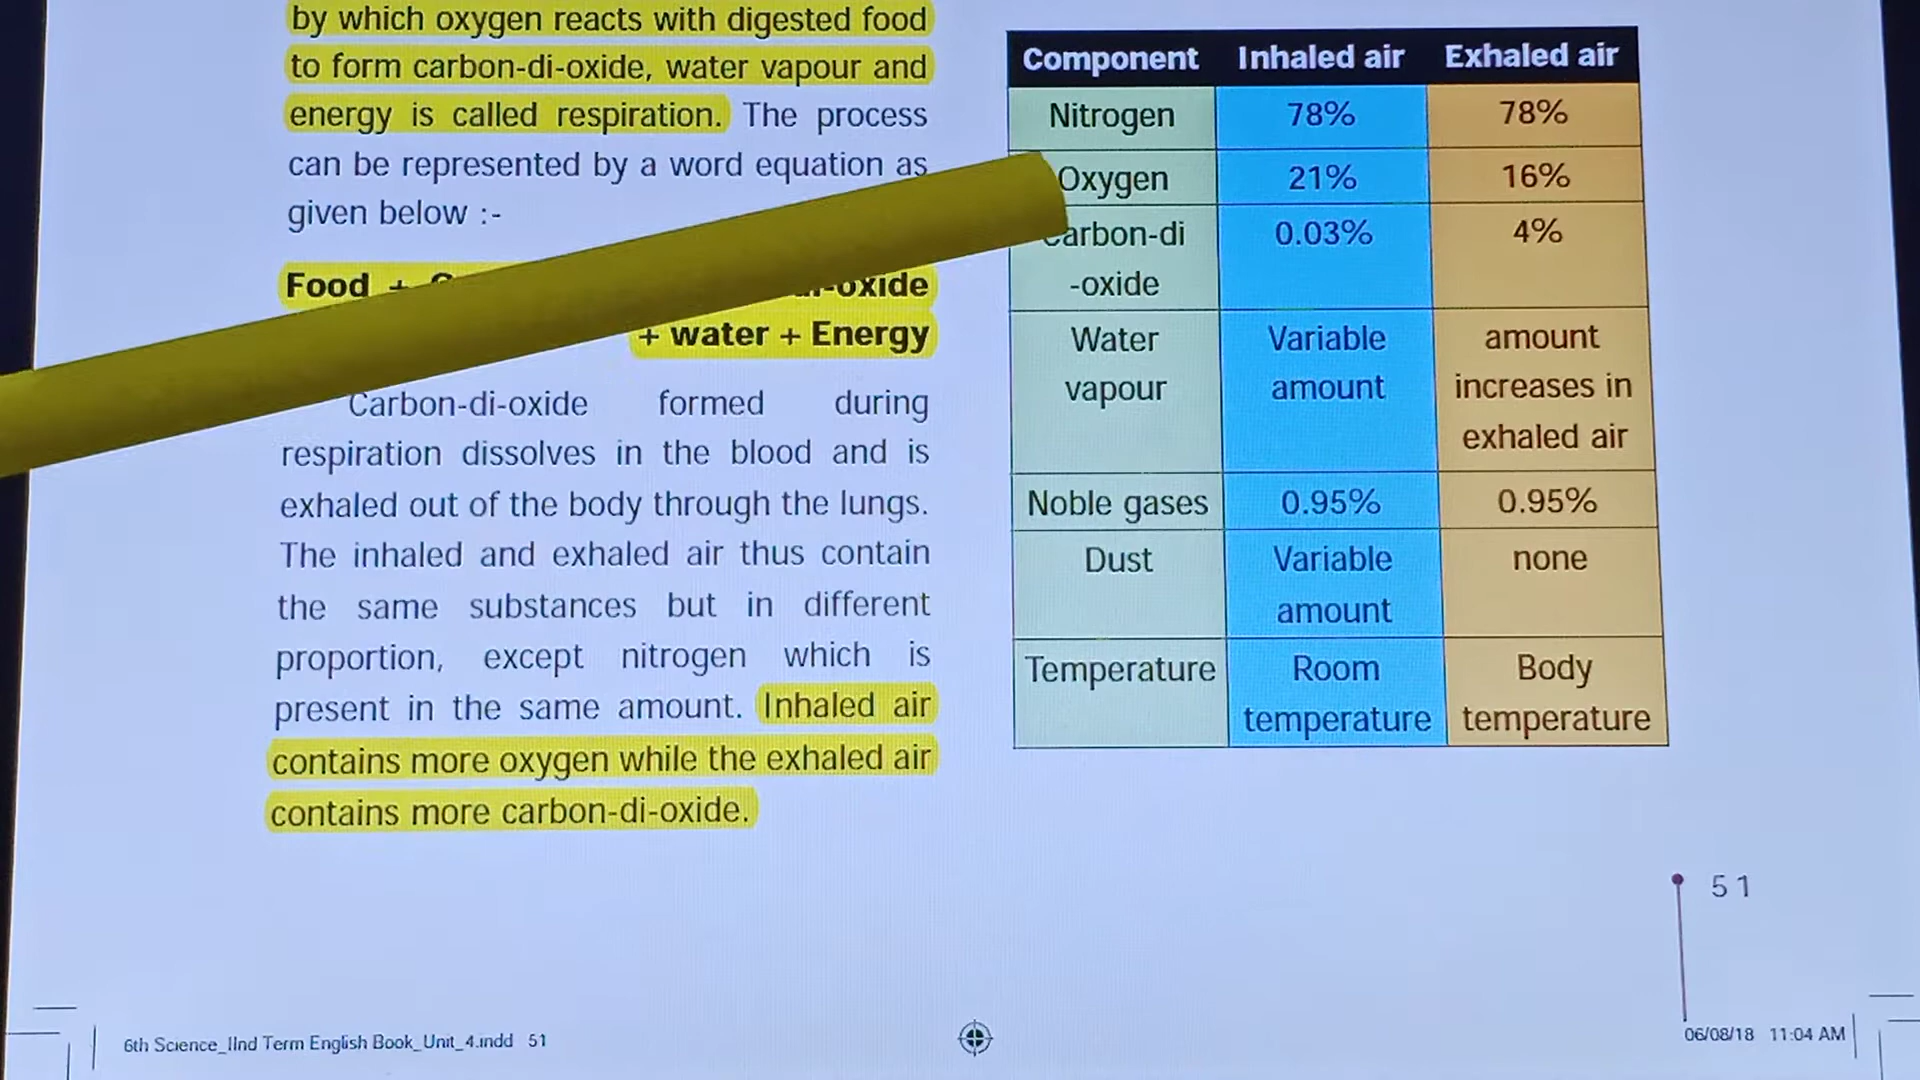 by which oxygen reacts with digested food
to form carbon-di-oxide, water vapour and
energy is called respiration. The process
can be represented by a word equation as
given below :-
Food +
+ water + Energy
Carbon-di-oxide formed during
respiration dissolves in the blood and is
exhaled out of the body through the lungs.
The inhaled and exhaled air thus contain
the same substances but in different
proportion, except nitrogen which is
present in the same amount. Inhaled air
contains more oxygen while the exhaled air
contains more carbon-di-oxide.
Component Inhaled air Exhaled air
Nitrogen 78% 78%
Oxygen 21% 16%
Carbon-di 0.03% 4%
-oxide
Water Variable amount
vapour amount increases in
exhaled air
Noble gases 0.95% 0.95%
Dust Variable none
amount
Temperature Room Body
temperature temperature
51
6th Science_IInd Term English Book_Unit_4.indd 51
06/08/18 11:04 AM